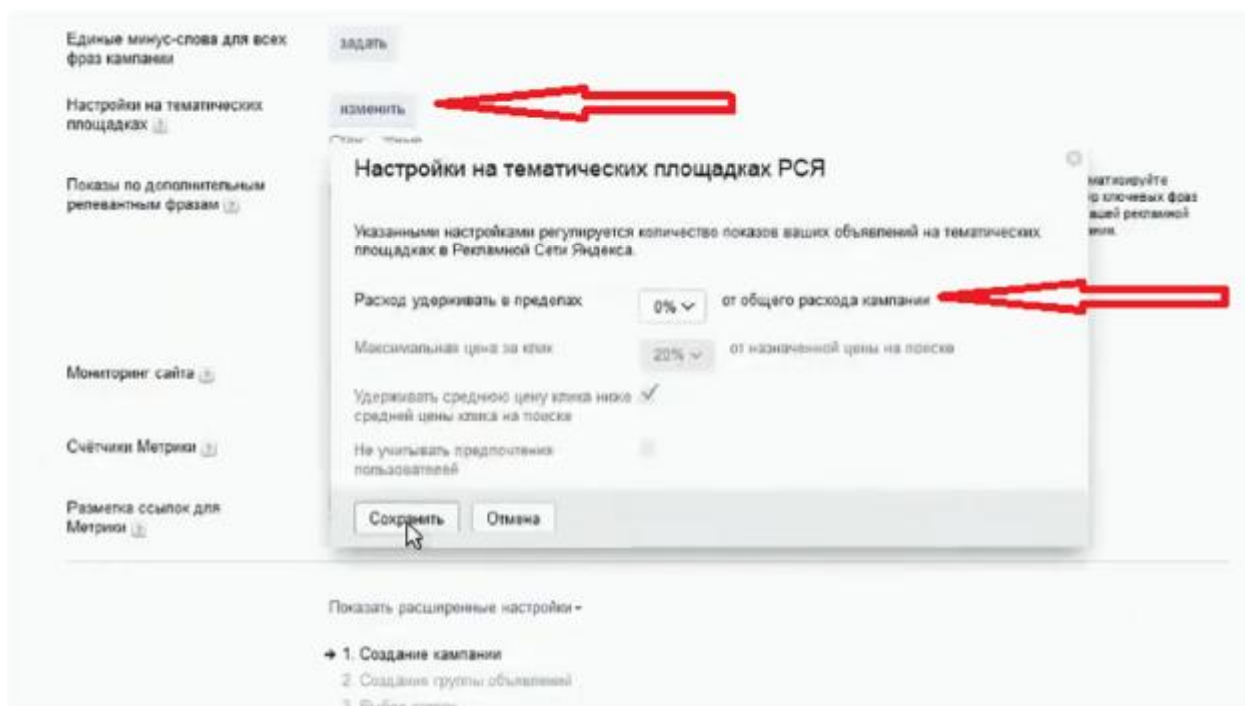 Единые минус-слова для всех
фраз кампании
задать
Настройки на тематических
площадках
изменить
Показы по дополнительным
релевантным фразам
Мониторинг сайта
Счётчики Метрики
Разметка ссылок для
Метрики
Настройки на тематических площадках РСЯ
Указанными настройками регулируется количество показов ваших объявлений на тематических
площадках в Рекламной Сети Яндекса.
Расход удерживать в пределах 0% от общего расхода кампании
Максимальная цена за клик 20% от назначенной цены на поиске
Удерживать среднюю цену клика ниже
средней цены клика на поиске
Не учитывать предпочтения
пользователей
Сохранить Отмена
ключевых фраз
рекламной
Показать расширенные настройки
1. Создание кампании
2. Создание группы объявлений